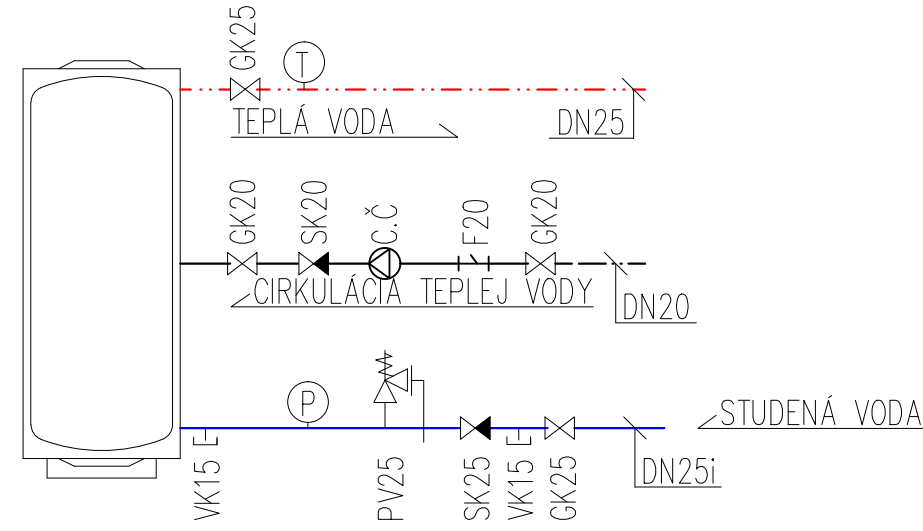 GK25
T
TEPLÁ VODA
DN25
GK20
SK20
C.Č
F20
GK20
CIRKULÁCIA TEPLEJ VODY
DN20
P
STUDENÁ VODA
VK15
PV25
SK25
VK15
GK25
DN25i